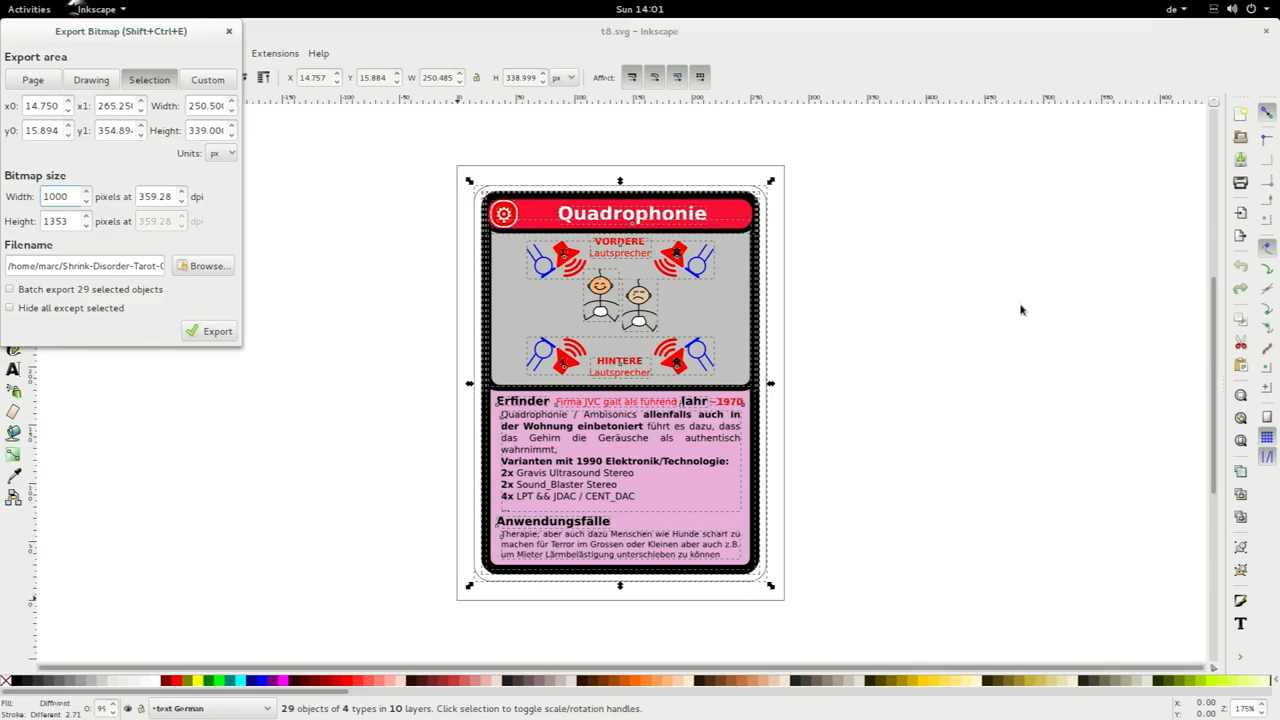 Activities Inkscape Sun 14:01 de
Export Bitmap (Shift+Ctrl+E)
t8.svg - Inkscape
Extensions Help
Export area
Page Drawing Selection Custom
X 14.757 Y 15.884 W 250.485 H 338.999 px Affect:
x0: 14.750 x1: 265.250 Width: 250.500
y0: 15.894 y1: 354.894 Height: 339.000
Units: px
Bitmap size
Width: 1000 pixels at 359.28 dpi
Height: 1353 pixels at 359.28 dpi
Filename
/home/marc/Shrink-Disorder-Tarot-C Browse...
Batch export 29 selected objects
Hide all except selected
Export
Quadrophonie
VORDERE
Lautsprecher
HINTERE
Lautsprecher
Erfinder Firma JVC galt als führend Jahr ~1970
Quadrophonie / Ambisonics allenfalls auch in
der Wohnung einbetoniert führt es dazu, dass
das Gehirn die Geräusche als authentisch
wahrnimmt,
Varianten mit 1990 Elektronik/Technologie:
2x Gravis Ultrasound Stereo
2x Sound_Blaster Stereo
4x LPT && JDAC / CENT_DAC
...
Anwendungsfälle
Therapie; aber auch dazu Menschen wie Hunde scharf zu
machen für Terror im Grossen oder Kleinen aber auch z.B.
um Mieter Lärmbelästigung unterschieben zu können
Fill: Different
Stroke: Different 2.71
O: 95 •text German 29 objects of 4 types in 10 layers. Click selection to toggle scale/rotation handles.
X: 0.00
Y: 0.00
Z: 175%